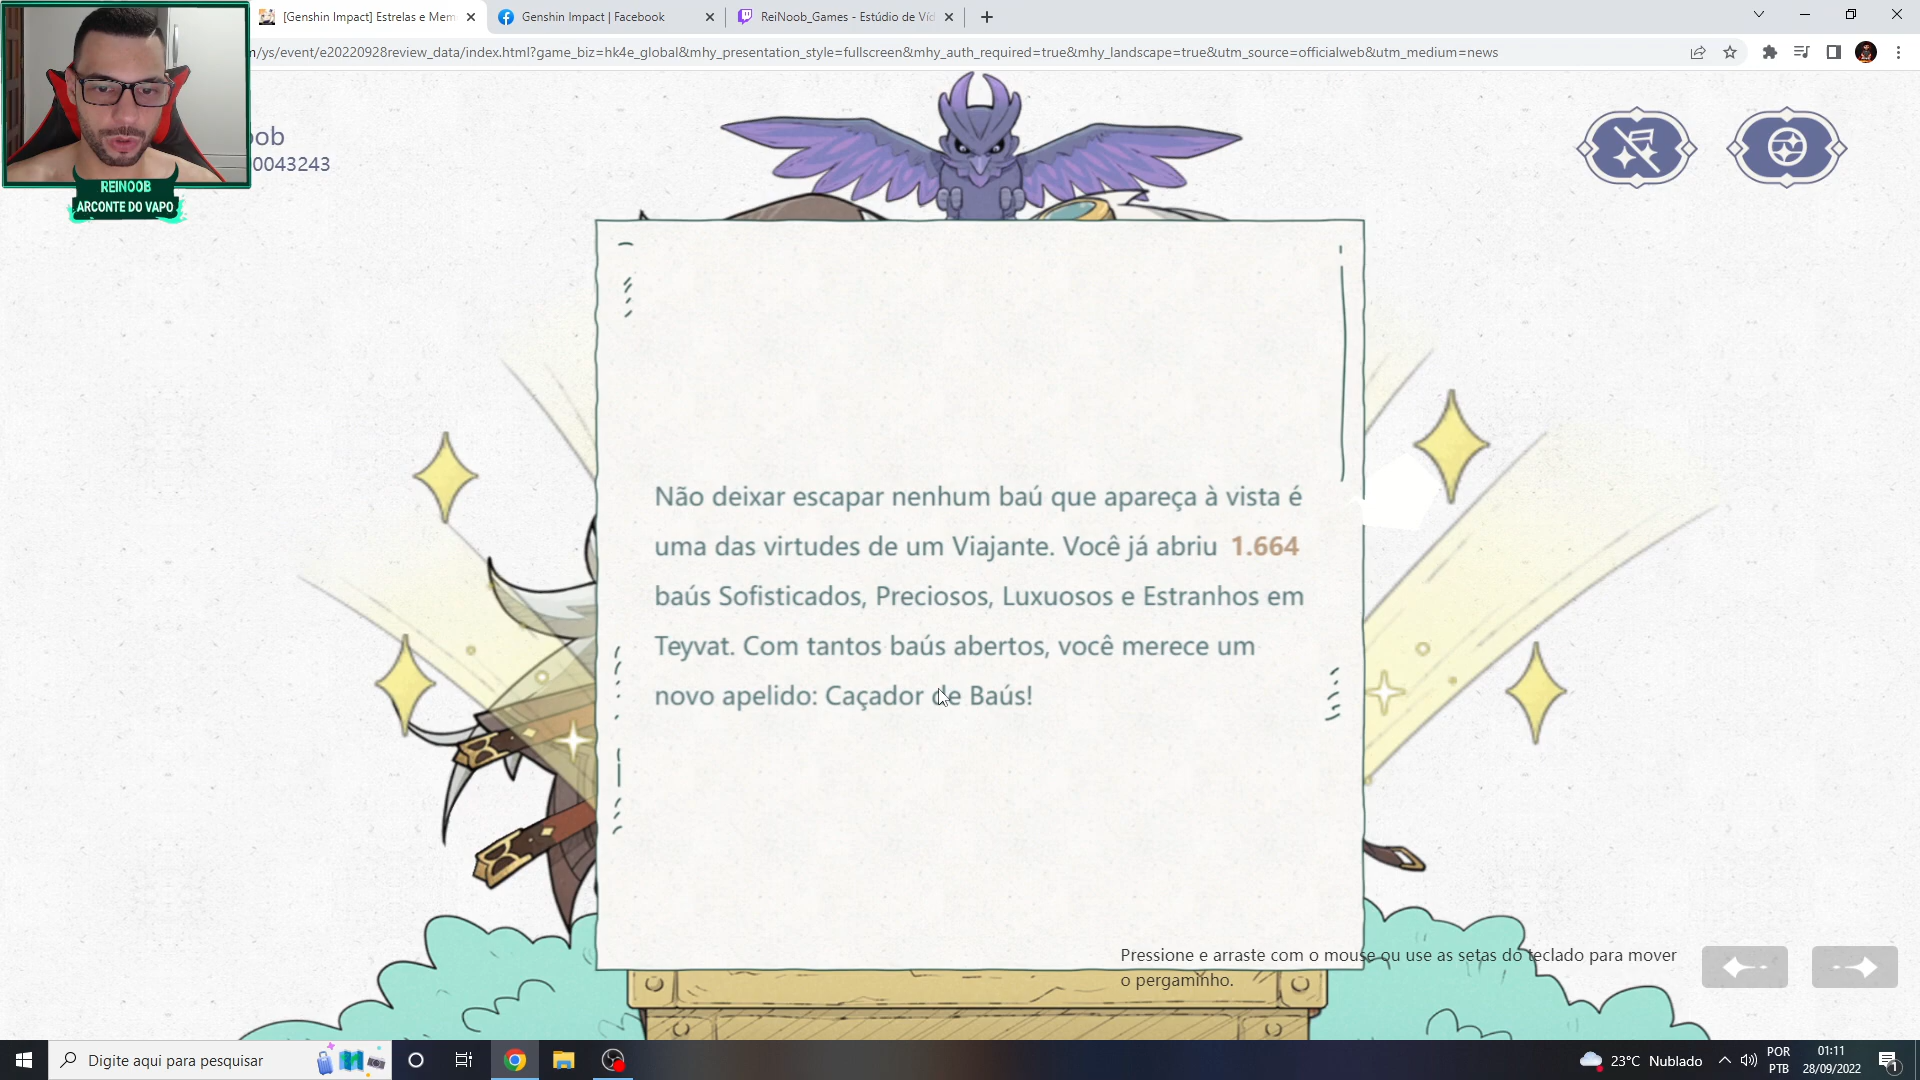 [Genshin Impact] Estrelas e Mem
Genshin Impact | Facebook
ReiNoob_Games - Estúdio de Víd
m/ys/event/e20220928review_data/index.html?game_biz=hk4e_global&mhy_presentation_style=fullscreen&mhy_auth_required=true&mhy_landscape=true&utm_source=officialweb&utm_medium=news
oob
0043243
REINOOB
ARCONTE DO VAPO
Não deixar escapar nenhum baú que apareça à vista é
uma das virtudes de um Viajante. Você já abriu 1.664
baús Sofisticados, Preciosos, Luxuosos e Estranhos em
Teyvat. Com tantos baús abertos, você merece um
novo apelido: Caçador de Baús!
Pressione e arraste com o mouse ou use as setas do teclado para mover
o pergaminho.
Digite aqui para pesquisar
23°C Nublado
POR
PTB
01:11
28/09/2022
1